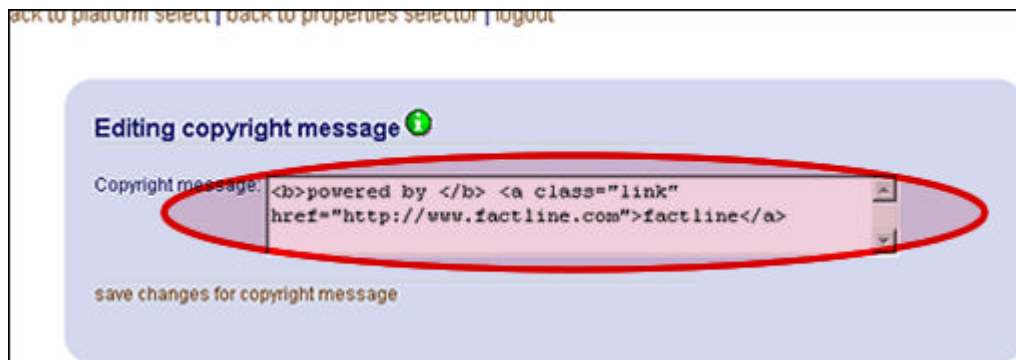 ack to platform select | back to properties selector | logout
Editing copyright message
Copyright message:
<b>powered by </b> <a class="link"
href="http://www.factline.com">factline</a>
save changes for copyright message